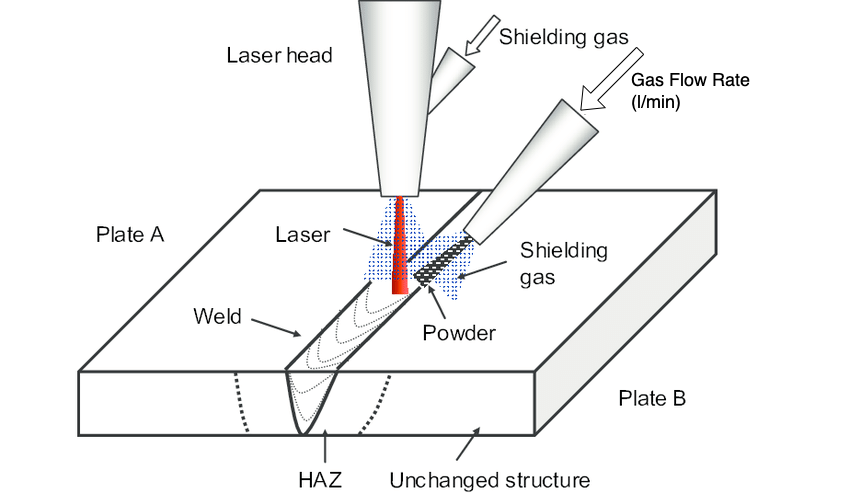 Shielding gas
Laser head
Gas Flow Rate
(l/min)
Plate A
Laser
Shielding
gas
Weld
Powder
Plate B
HAZ
Unchanged structure